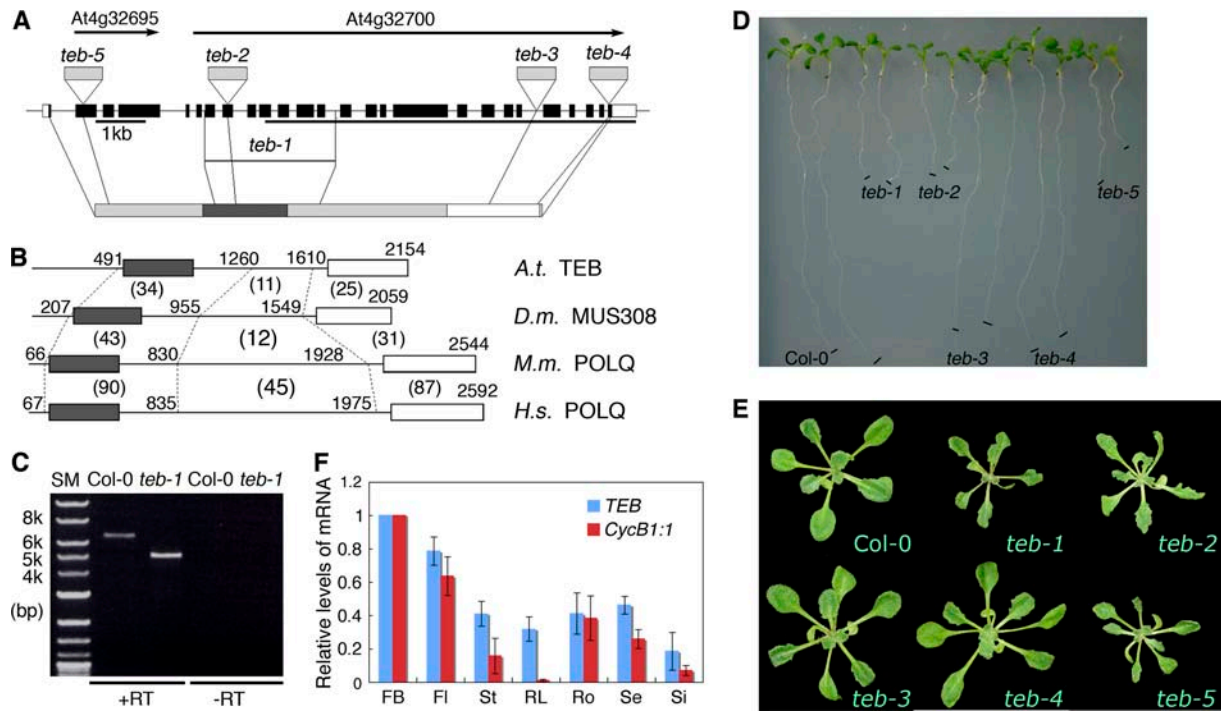 A
At4g32695
At4g32700
teb-5
teb-2
teb-3
teb-4
1kb
teb-1
B
491
1260
1610
2154
A.t. TEB
(34)
(11)
(25)
207
955
1549
2059
D.m. MUS308
(43)
(12)
(31)
66
830
1928
2544
M.m. POLQ
(90)
(45)
(87)
67
835
1975
2592
H.s. POLQ
C
SM Col-0 teb-1 Col-0 teb-1
8k
6k
5k
4k
(bp)
+RT
-RT
D
teb-1
teb-2
teb-5
Col-0
teb-3
teb-4
E
Col-0
teb-1
teb-2
teb-3
teb-4
teb-5
F
Relative levels of mRNA
1.2
1
0.8
0.6
0.4
0.2
0
TEB
CycB1:1
FB Fl St RL Ro Se Si